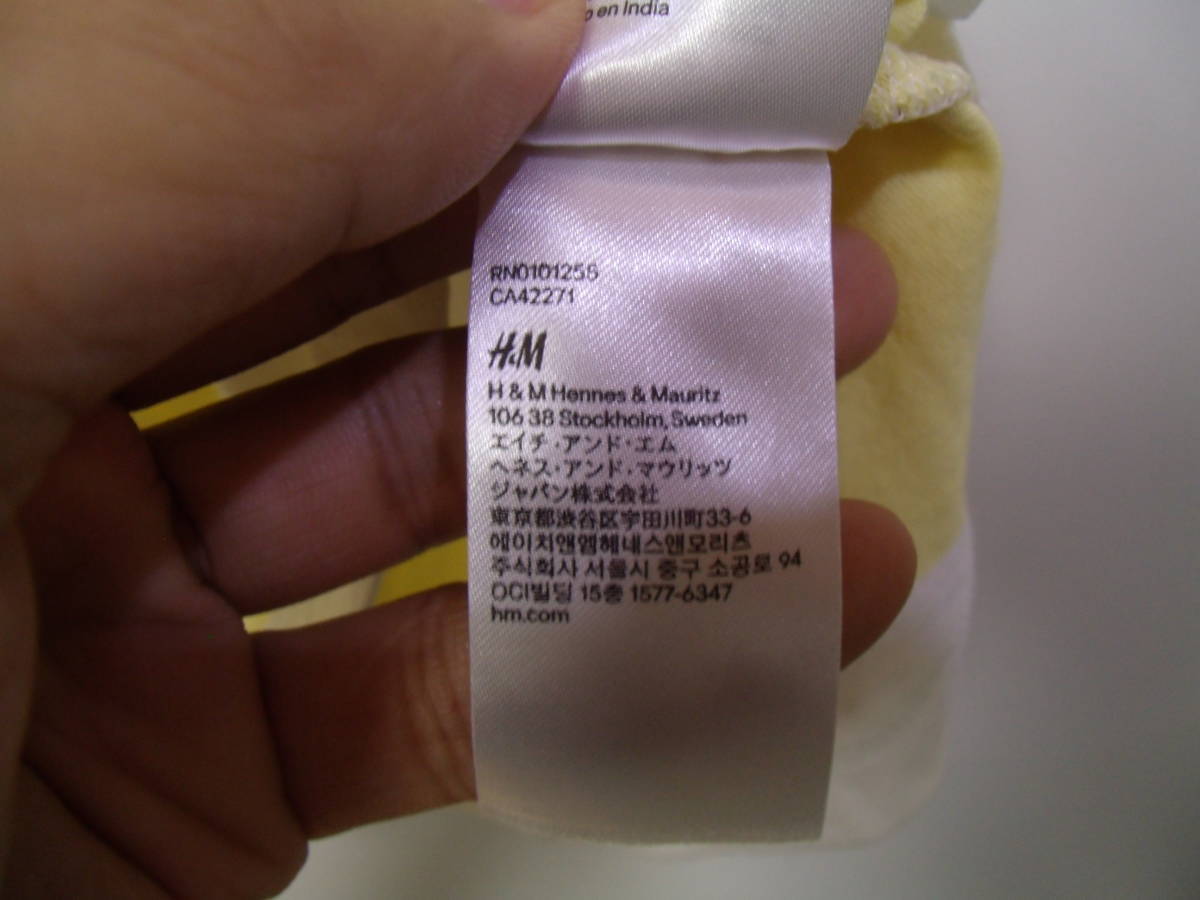 en India
RN0101255
CA42271
H&M
H & M Hennes & Mauritz
106 38 Stockholm, Sweden
エイチ・アンド・エム
ヘネス・アンド・マウリッツ
ジャパン株式会社
東京都渋谷区宇田川町33-6
에이치앤엠헤네스앤모리츠
주식회사 서울시 중구 소공로 94
OCI빌딩 15층 1577-6347
hm.com